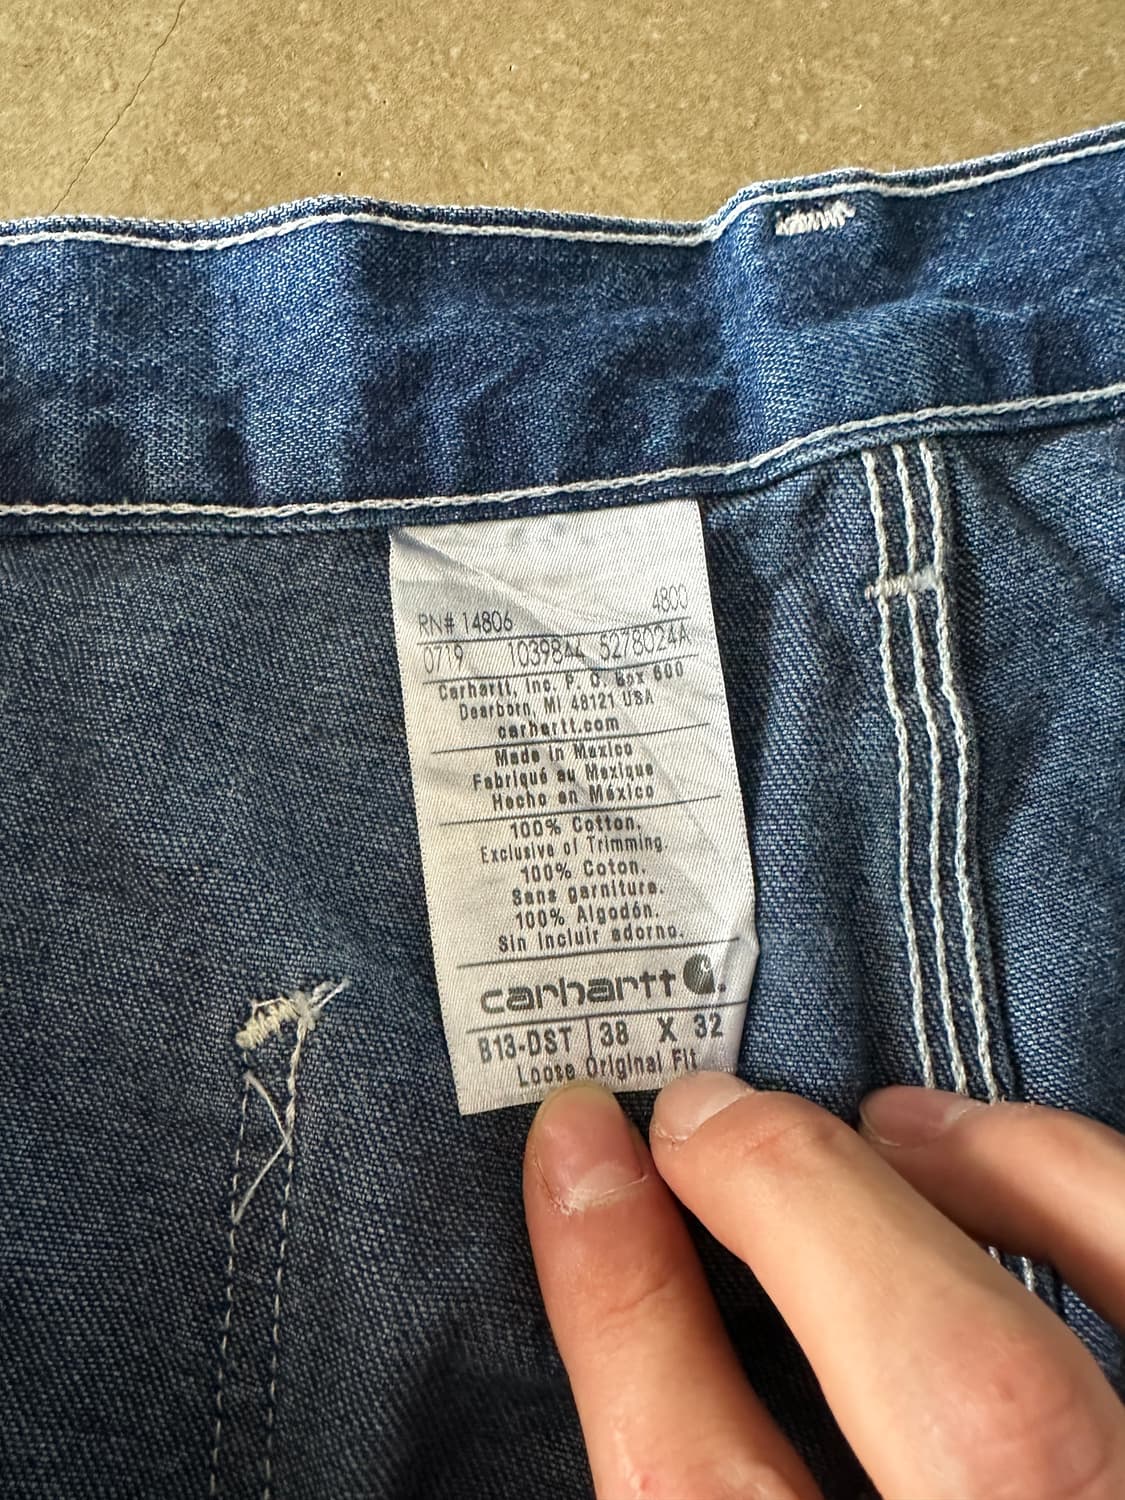 4800
RN# 14806
0719 1039844 5278024A
Carhartt, Inc. P. O. Box 600
Dearborn, MI 48121 USA
carhartt.com
Made in Mexico
Fabriqué au Mexique
Hecho en México
100% Cotton.
Exclusive of Trimming.
100% Coton.
Sans garniture.
100% Algodón.
Sin incluir adorno.
carhartt
B13-DST | 38 X 32
Loose Original Fit